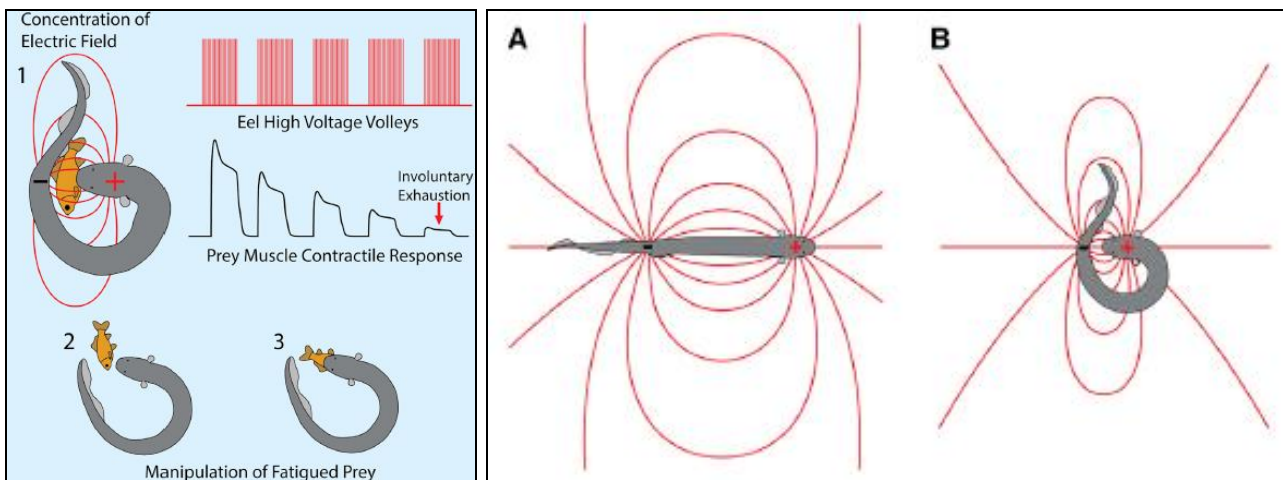 Concentration of
Electric Field
1
-
+
Eel High Voltage Volleys
Involuntary
Exhaustion
Prey Muscle Contractile Response
2
3
Manipulation of Fatigued Prey
A
-
+
B
-
+